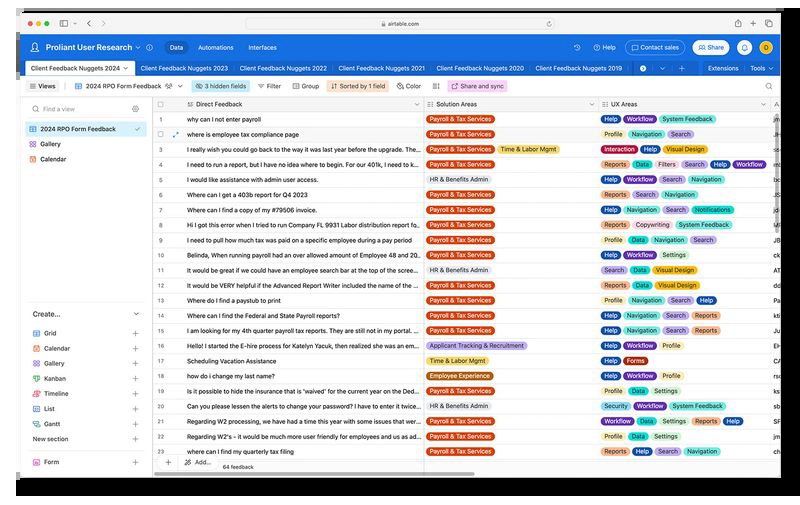 airtable.com
Proliant User Research
Data Automations Interfaces
Help Contact sales Share D
Client Feedback Nuggets 2024 Client Feedback Nuggets 2023 Client Feedback Nuggets 2022 Client Feedback Nuggets 2021 Client Feedback Nuggets 2020 Client Feedback Nuggets 2019 Extensions Tools
Views 2024 RPO Form Feedback 3 hidden fields Filter Group Sorted by 1 field Color Share and sync
Find a view
2024 RPO Form Feedback
Gallery
Calendar
Create...
Grid
Calendar
Gallery
Kanban
Timeline
List
Gantt
New section
Form
Direct Feedback Solution Areas UX Areas
1 why can I not enter payroll Payroll & Tax Services Help Workflow System Feedback
where is employee tax compliance page Payroll & Tax Services Profile Navigation Search
3 I really wish you could go back to the way it was last before the upgrade. The... Payroll & Tax Services Time & Labor Mgmt Interaction Help Visual Design
4 I need to run a report, but I have no idea where to begin. For our 401k, I need to k... Payroll & Tax Services Reports Data Filters Search Help Workflow
5 I would like assistance with admin user access. HR & Benefits Admin Help Workflow Search Navigation
6 Where can I get a 403b report for Q4 2023 Payroll & Tax Services Reports Search Navigation
7 Where can I find a copy of my #79506 invoice. Payroll & Tax Services Help Navigation Search Notifications
8 Hi I got this error when I tried to run Company FL 9931 Labor distribution report fo... Payroll & Tax Services Reports Copywriting System Feedback
9 I need to pull how much tax was paid on a specific employee during a pay period Payroll & Tax Services Profile Data Navigation Search
10 Belinda, When running payroll had an over allowed amount of Employee 48 and 20... Payroll & Tax Services Help Workflow Settings
11 It would be great if we could have an employee search bar at the top of the scree... HR & Benefits Admin Search Data Visual Design
12 It would be VERY helpful if the Advanced Report Writer included the name of the ... Payroll & Tax Services Reports Data Visual Design
13 Where do I find a paystub to print Payroll & Tax Services Profile Navigation Search Help
14 Where can I find the Federal and State Payroll reports? Payroll & Tax Services Help Navigation Search Reports
15 I am looking for my 4th quarter payroll tax reports. They are still not in my portal. ... Payroll & Tax Services Help Navigation Search Reports
16 Hello! I started the E-hire process for Katelyn Yacuk, then realized she was an em... Applicant Tracking & Recruitment Help Workflow Profile
17 Scheduling Vacation Assistance Time & Labor Mgmt Help Forms
18 how do i change my last name? Employee Experience Help Workflow Profile
19 Is it possible to hide the insurance that is 'waived' for the current year on the Ded... Payroll & Tax Services Profile Data Settings
20 Can you please lessen the alerts to change your password? I have to enter it twice... HR & Benefits Admin Security Workflow System Feedback
21 Regarding W2 processing, we have had a time this year with some issues that wer... Payroll & Tax Services Workflow Data Settings Reports Help
22 Regarding W2's - it would be much more user friendly for employees and us as ad... Payroll & Tax Services Profile Data Settings
23 where can I find my quarterly tax filing Payroll & Tax Services Reports Help Search Navigation
Add... 64 feedback